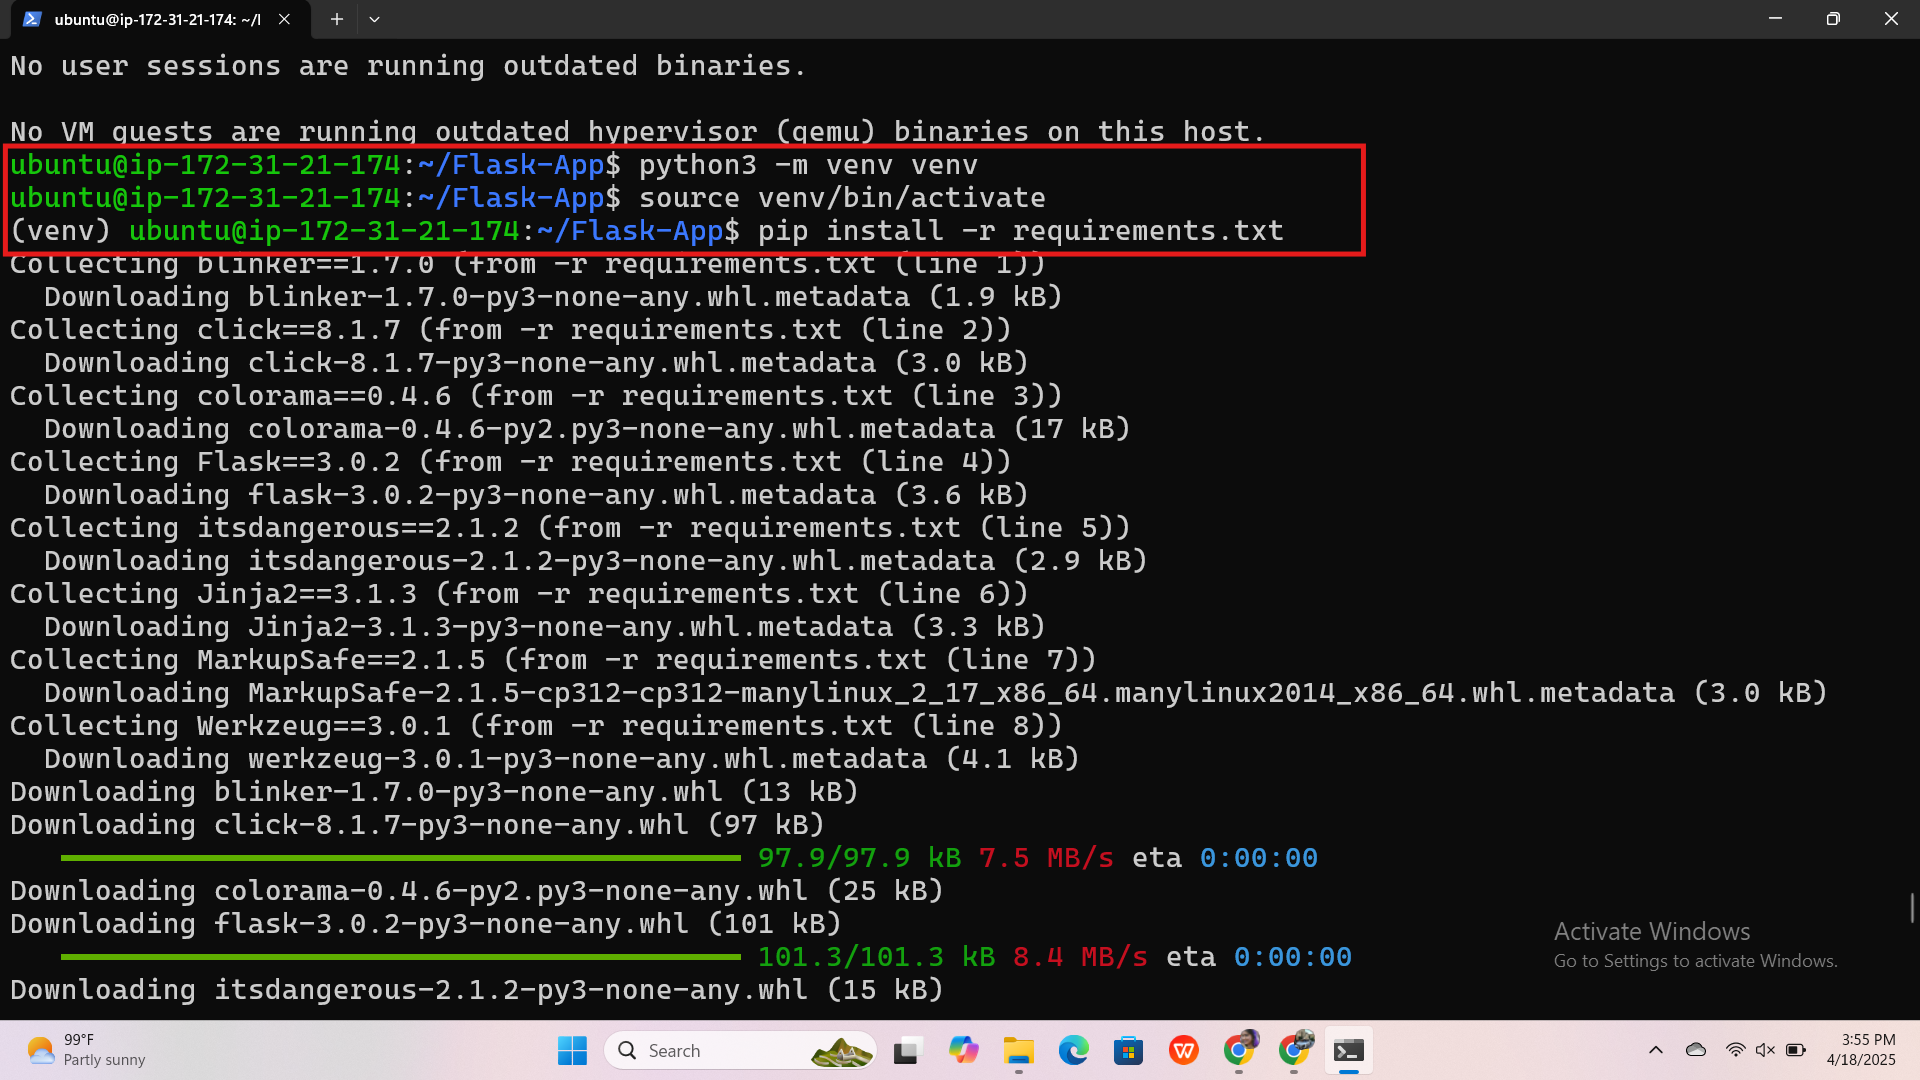 ubuntu@ip-172-31-21-174: ~/l
No user sessions are running outdated binaries.
No VM guests are running outdated hypervisor (qemu) binaries on this host.
ubuntu@ip-172-31-21-174:~/Flask-App$ python3 -m venv venv
ubuntu@ip-172-31-21-174:~/Flask-App$ source venv/bin/activate
(venv) ubuntu@ip-172-31-21-174:~/Flask-App$ pip install -r requirements.txt
Collecting blinker==1.7.0 (from -r requirements.txt (line 1))
  Downloading blinker-1.7.0-py3-none-any.whl.metadata (1.9 kB)
Collecting click==8.1.7 (from -r requirements.txt (line 2))
  Downloading click-8.1.7-py3-none-any.whl.metadata (3.0 kB)
Collecting colorama==0.4.6 (from -r requirements.txt (line 3))
  Downloading colorama-0.4.6-py2.py3-none-any.whl.metadata (17 kB)
Collecting Flask==3.0.2 (from -r requirements.txt (line 4))
  Downloading flask-3.0.2-py3-none-any.whl.metadata (3.6 kB)
Collecting itsdangerous==2.1.2 (from -r requirements.txt (line 5))
  Downloading itsdangerous-2.1.2-py3-none-any.whl.metadata (2.9 kB)
Collecting Jinja2==3.1.3 (from -r requirements.txt (line 6))
  Downloading Jinja2-3.1.3-py3-none-any.whl.metadata (3.3 kB)
Collecting MarkupSafe==2.1.5 (from -r requirements.txt (line 7))
  Downloading MarkupSafe-2.1.5-cp312-cp312-manylinux_2_17_x86_64.manylinux2014_x86_64.whl.metadata (3.0 kB)
Collecting Werkzeug==3.0.1 (from -r requirements.txt (line 8))
  Downloading werkzeug-3.0.1-py3-none-any.whl.metadata (4.1 kB)
Downloading blinker-1.7.0-py3-none-any.whl (13 kB)
Downloading click-8.1.7-py3-none-any.whl (97 kB)
97.9/97.9 kB 7.5 MB/s eta 0:00:00
Downloading colorama-0.4.6-py2.py3-none-any.whl (25 kB)
Downloading flask-3.0.2-py3-none-any.whl (101 kB)
101.3/101.3 kB 8.4 MB/s eta 0:00:00
Downloading itsdangerous-2.1.2-py3-none-any.whl (15 kB)
Activate Windows
Go to Settings to activate Windows.
99°F
Partly sunny
Search
3:55 PM
4/18/2025